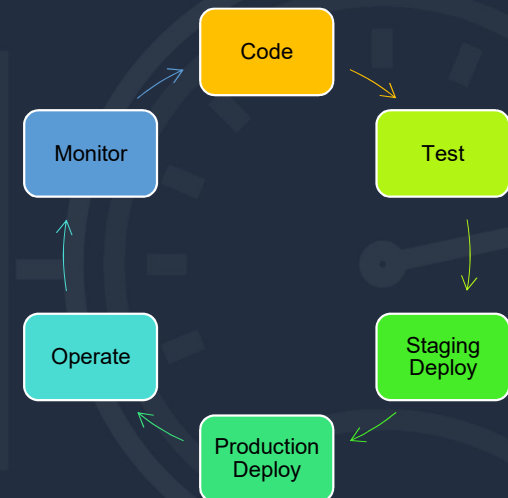 Code
Test
Staging
Deploy
Production
Deploy
Operate
Monitor